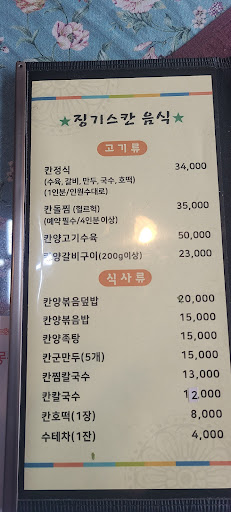 ★징기스칸 음식★
고기류
칸정식 34,000
(수육, 갈비, 만두, 국수, 호떡)
(1인분/인원수대로)
칸돌찜 (헐르헉) 35,000
(예약 필수/4인분 이상)
칸양고기수육 50,000
칸양갈비구이(200g이상) 23,000
식사류
칸양볶음덮밥 20,000
칸양볶음밥 15,000
칸양족탕 15,000
칸군만두(5개) 15,000
칸찜칼국수 13,000
칸칼국수 12,000
칸호떡(1장) 8,000
수테차(1잔) 4,000